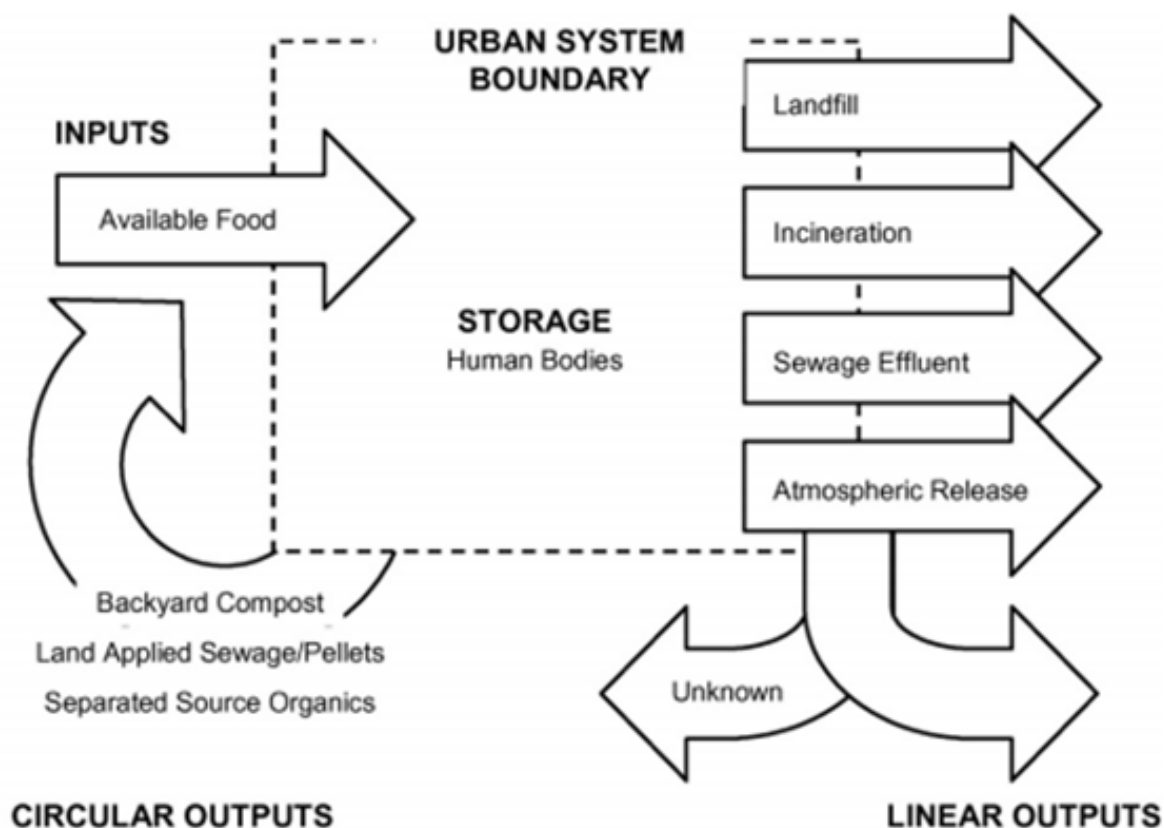 URBAN SYSTEM
BOUNDARY
INPUTS
Available Food
STORAGE
Human Bodies
Landfill
Incineration
Sewage Effluent
Atmospheric Release
Unknown
Backyard Compost
Land Applied Sewage/Pellets
Separated Source Organics
CIRCULAR OUTPUTS
LINEAR OUTPUTS